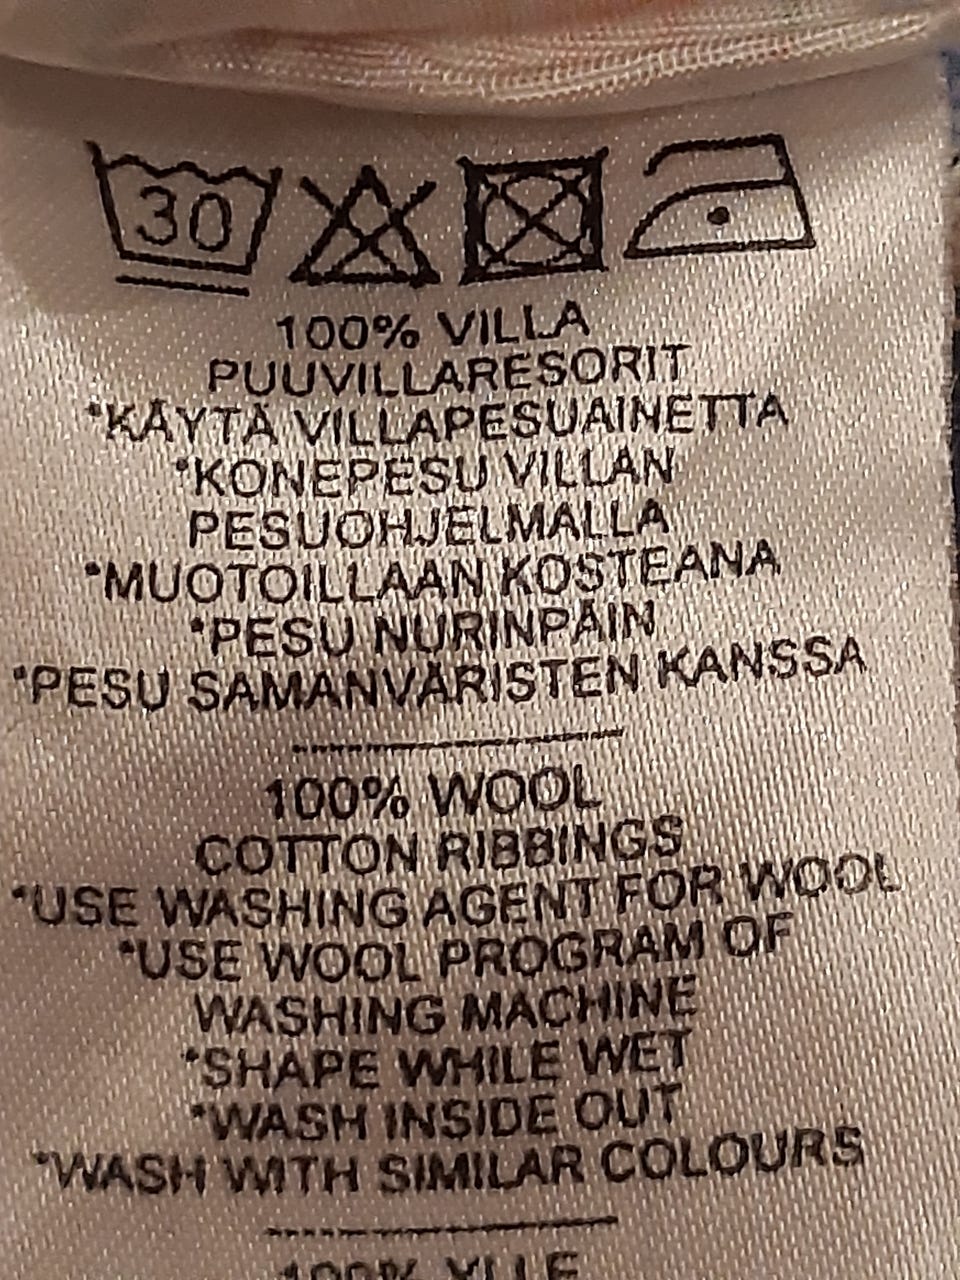 30
100% VILLA
PUUVILLARESORIT
*KÄYTÄ VILLAPESUAINETTA
*KONEPESU VILLAN
PESUOHJELMALLA
*MUOTOILLAAN KOSTEANA
*PESU NURINPÄIN
*PESU SAMANVÄRISTEN KANSSA
100% WOOL
COTTON RIBBINGS
*USE WASHING AGENT FOR WOOL
*USE WOOL PROGRAM OF
WASHING MACHINE
*SHAPE WHILE WET
*WASH INSIDE OUT
*WASH WITH SIMILAR COLOURS
100% YLLE